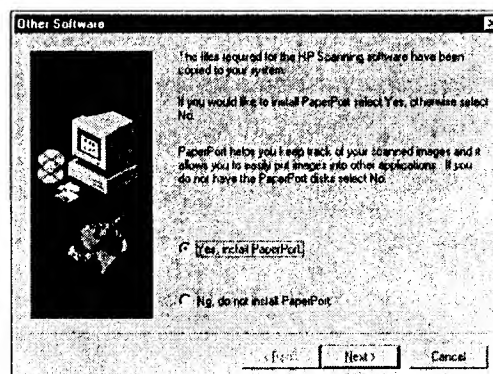 Other Software
The files required for the HP Scanning software have been
copied to your system.
If you would like to install PaperPort select Yes, otherwise select
No.
PaperPort helps you keep track of your scanned images and it
allows you to easily put images into other applications. If you
do not have the PaperPort disks select No.
Yes, install PaperPort.
No, do not install PaperPort.
Next >
Cancel